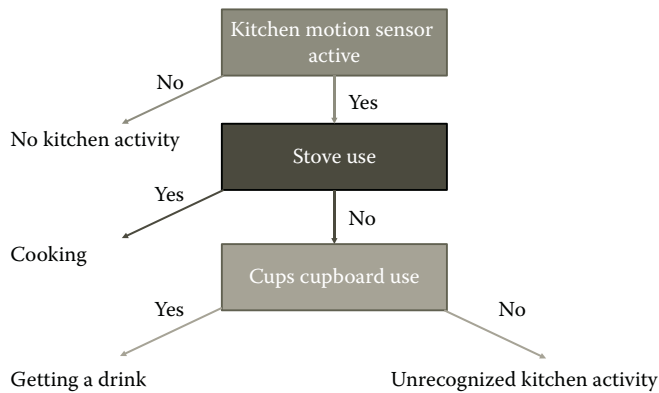 Kitchen motion sensor
active
No
Yes
No kitchen activity
Stove use
Yes
No
Cooking
Cups cupboard use
Yes
No
Getting a drink
Unrecognized kitchen activity